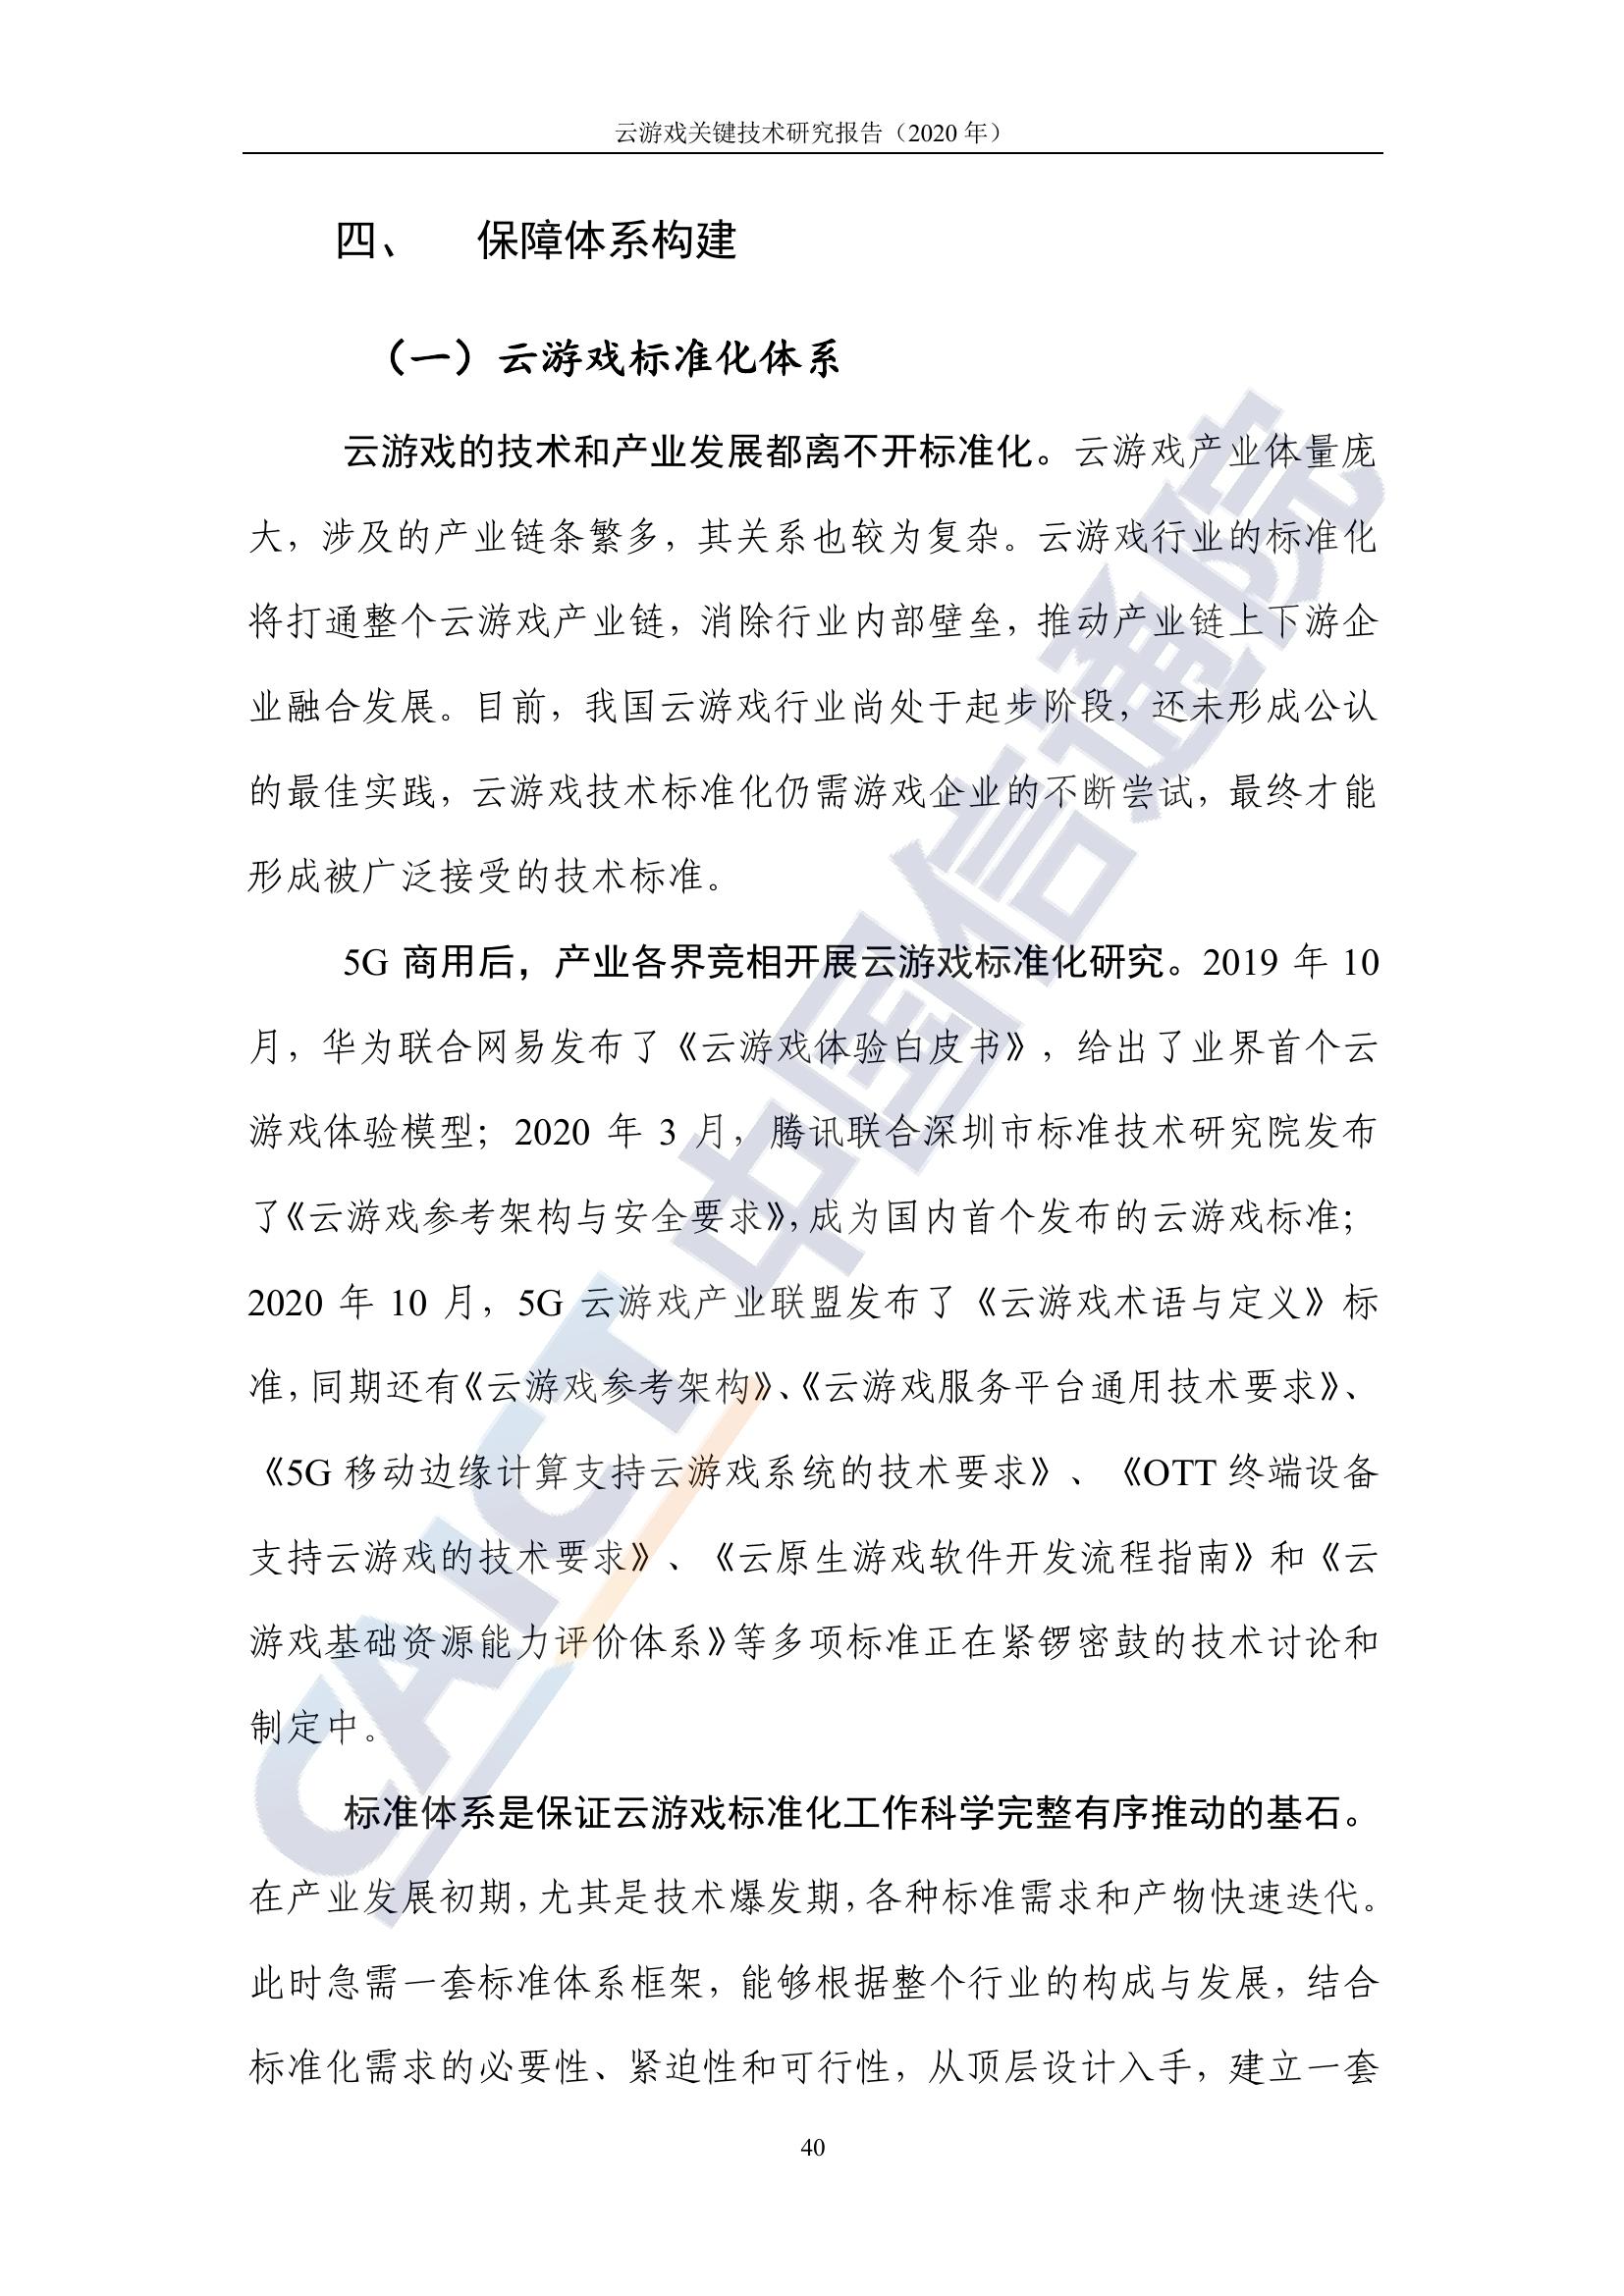 云游戏关键技术研究报告（2020 年）
四、 保障体系构建
（一）云游戏标准化体系
云游戏的技术和产业发展都离不开标准化。云游戏产业体量庞
大，涉及的产业链条繁多，其关系也较为复杂。云游戏行业的标准化
将打通整个云游戏产业链，消除行业内部壁垒，推动产业链上下游企
业融合发展。目前，我国云游戏行业尚处于起步阶段，还未形成公认
的最佳实践，云游戏技术标准化仍需游戏企业的不断尝试，最终才能
形成被广泛接受的技术标准。
5G 商用后，产业各界竞相开展云游戏标准化研究。2019 年 10
月，华为联合网易发布了《云游戏体验白皮书》，给出了业界首个云
游戏体验模型；2020 年 3 月，腾讯联合深圳市标准技术研究院发布
了《云游戏参考架构与安全要求》，成为国内首个发布的云游戏标准；
2020 年 10 月，5G 云游戏产业联盟发布了《云游戏术语与定义》标
准，同期还有《云游戏参考架构》、《云游戏服务平台通用技术要求》、
《5G 移动边缘计算支持云游戏系统的技术要求》、《OTT 终端设备
支持云游戏的技术要求》、《云原生游戏软件开发流程指南》和《云
游戏基础资源能力评价体系》等多项标准正在紧锣密鼓的技术讨论和
制定中。
标准体系是保证云游戏标准化工作科学完整有序推动的基石。
在产业发展初期，尤其是技术爆发期，各种标准需求和产物快速迭代。
此时急需一套标准体系框架，能够根据整个行业的构成与发展，结合
标准化需求的必要性、紧迫性和可行性，从顶层设计入手，建立一套
40
CAICT 中国信通院